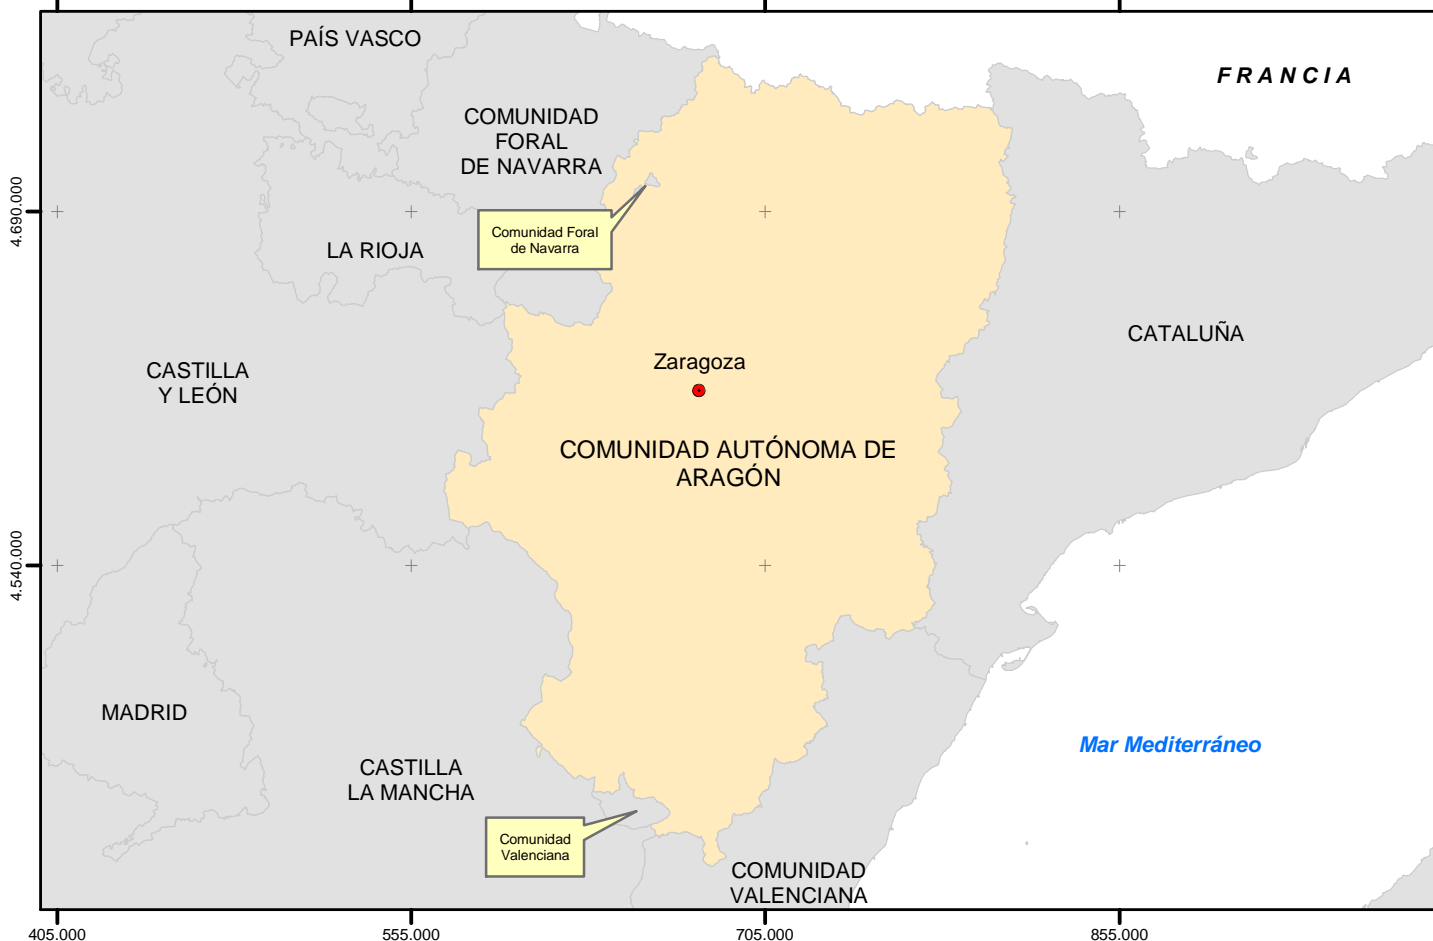 PAÍS VASCO
FRANCIA
COMUNIDAD
FORAL
DE NAVARRA
4.690.000
Comunidad Foral
de Navarra
LA RIOJA
CATALUÑA
Zaragoza
CASTILLA
Y LEÓN
COMUNIDAD AUTÓNOMA DE
ARAGÓN
4.540.000
MADRID
Mar Mediterráneo
CASTILLA
LA MANCHA
Comunidad
Valenciana
COMUNIDAD
VALENCIANA
405.000
555.000
705.000
855.000